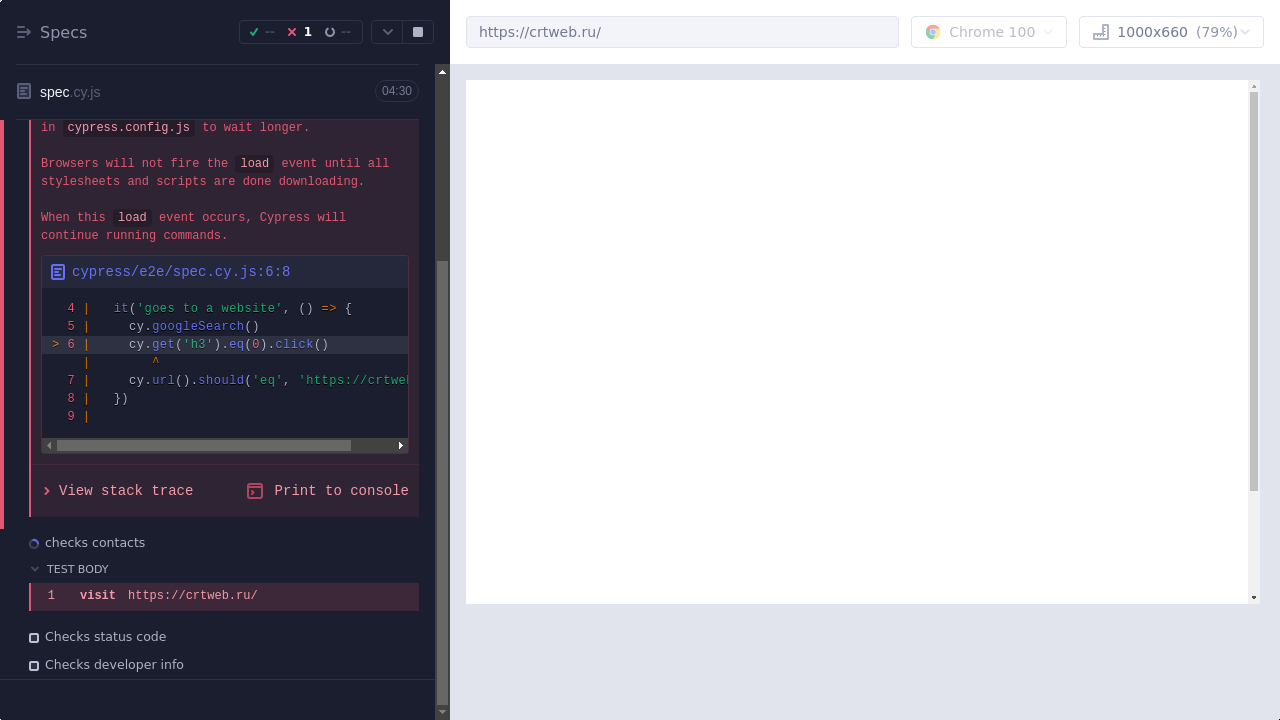 Specs
-- 1 --
https://crtweb.ru/
Chrome 100
1000x660 (79%)
spec.cy.js
04:30
in cypress.config.js to wait longer.
Browsers will not fire the load event until all
stylesheets and scripts are done downloading.
When this load event occurs, Cypress will
continue running commands.
cypress/e2e/spec.cy.js:6:8
4 | it('goes to a website', () => {
5 | cy.googleSearch()
> 6 | cy.get('h3').eq(0).click()
| ^
7 | cy.url().should('eq', 'https://crtwe
8 | })
9 |
View stack trace
Print to console
checks contacts
TEST BODY
1 visit https://crtweb.ru/
Checks status code
Checks developer info